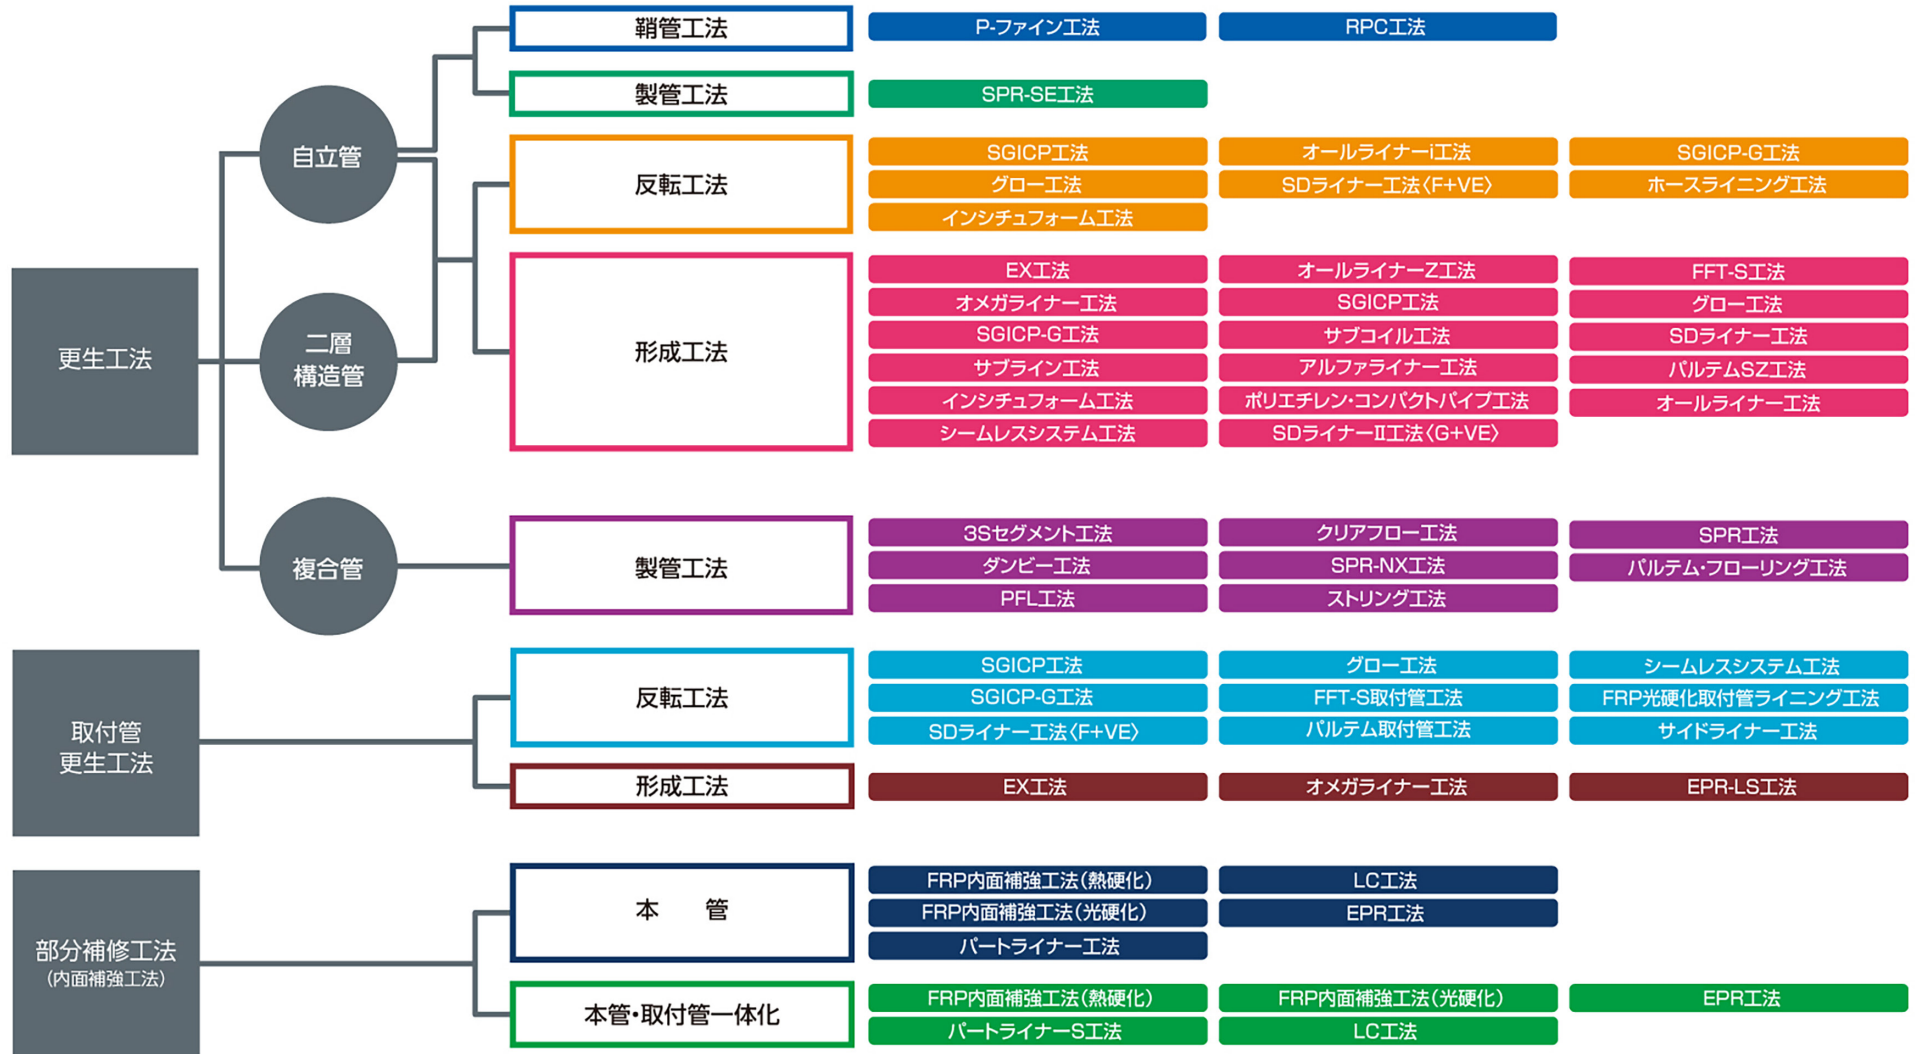 更生工法
自立管
鞘管工法
P-ファイン工法
RPC工法
製管工法
SPR-SE工法
二層
構造管
反転工法
SGICP工法
オールライナーi工法
SGICP-G工法
グロー工法
SDライナー工法〈F+VE〉
ホースライニング工法
インシチュフォーム工法
形成工法
EX工法
オールライナーZ工法
FFT-S工法
オメガライナー工法
SGICP工法
グロー工法
SGICP-G工法
サブコイル工法
SDライナー工法
サブライン工法
アルファライナー工法
パルテムSZ工法
インシチュフォーム工法
ポリエチレン・コンパクトパイプ工法
オールライナー工法
シームレスシステム工法
SDライナーⅡ工法〈G+VE〉
複合管
製管工法
3Sセグメント工法
クリアフロー工法
SPR工法
ダンビー工法
SPR-NX工法
パルテム・フローリング工法
PFL工法
ストリング工法
取付管
更生工法
反転工法
SGICP工法
グロー工法
シームレスシステム工法
SGICP-G工法
FFT-S取付管工法
FRP光硬化取付管ライニング工法
SDライナー工法〈F+VE〉
パルテム取付管工法
サイドライナー工法
形成工法
EX工法
オメガライナー工法
EPR-LS工法
部分補修工法
(内面補強工法)
本　管
FRP内面補強工法(熱硬化)
LC工法
FRP内面補強工法(光硬化)
EPR工法
パートライナー工法
本管・取付管一体化
FRP内面補強工法(熱硬化)
FRP内面補強工法(光硬化)
EPR工法
パートライナーS工法
LC工法